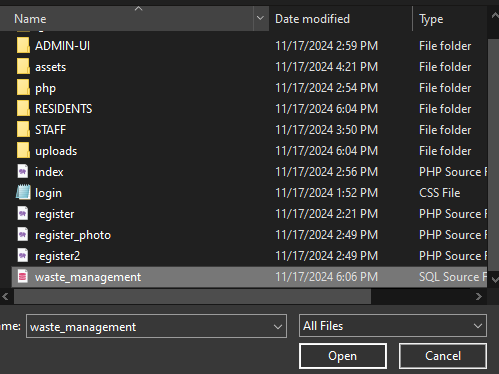 Name Date modified Type
ADMIN-UI 11/17/2024 2:59 PM File folder
assets 11/17/2024 4:21 PM File folder
php 11/17/2024 2:54 PM File folder
RESIDENTS 11/17/2024 6:04 PM File folder
STAFF 11/17/2024 3:50 PM File folder
uploads 11/17/2024 6:04 PM File folder
index 11/17/2024 2:56 PM PHP Source F
login 11/17/2024 1:52 PM CSS File
register 11/17/2024 2:21 PM PHP Source F
register_photo 11/17/2024 2:49 PM PHP Source F
register2 11/17/2024 2:49 PM PHP Source F
waste_management 11/17/2024 6:06 PM SQL Source F
ame: waste_management All Files
Open Cancel